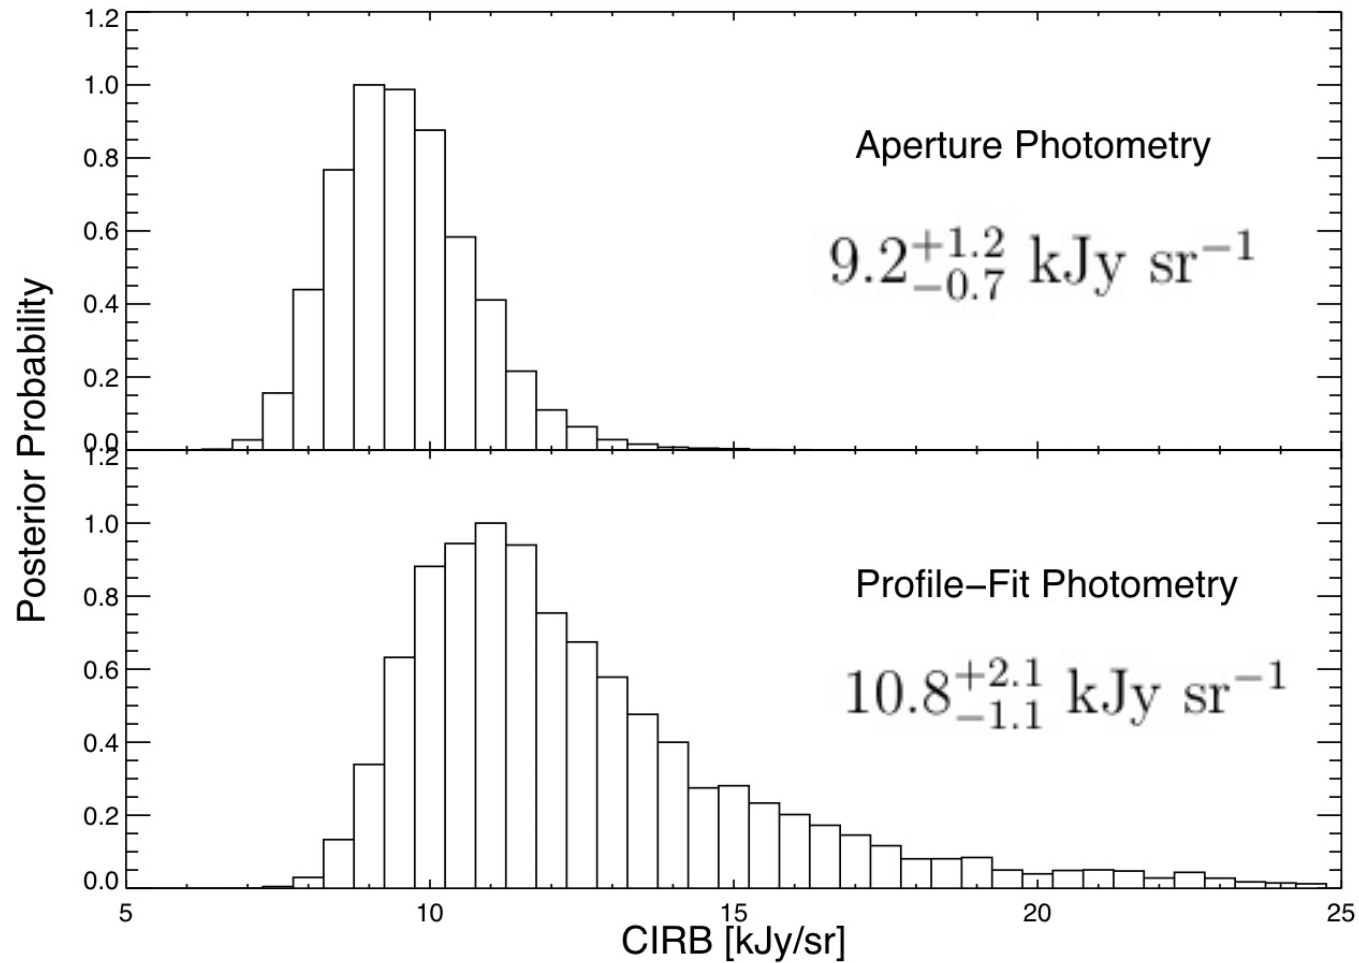 1.2
1.0
0.8
0.6
0.4
0.2
0.0
Aperture Photometry
9.2+1.2−0.7 kJy sr−1
Posterior Probability
1.2
1.0
0.8
0.6
0.4
0.2
0.0
Profile−Fit Photometry
10.8+2.1−1.1 kJy sr−1
5 10 15 20 25
CIRB [kJy/sr]